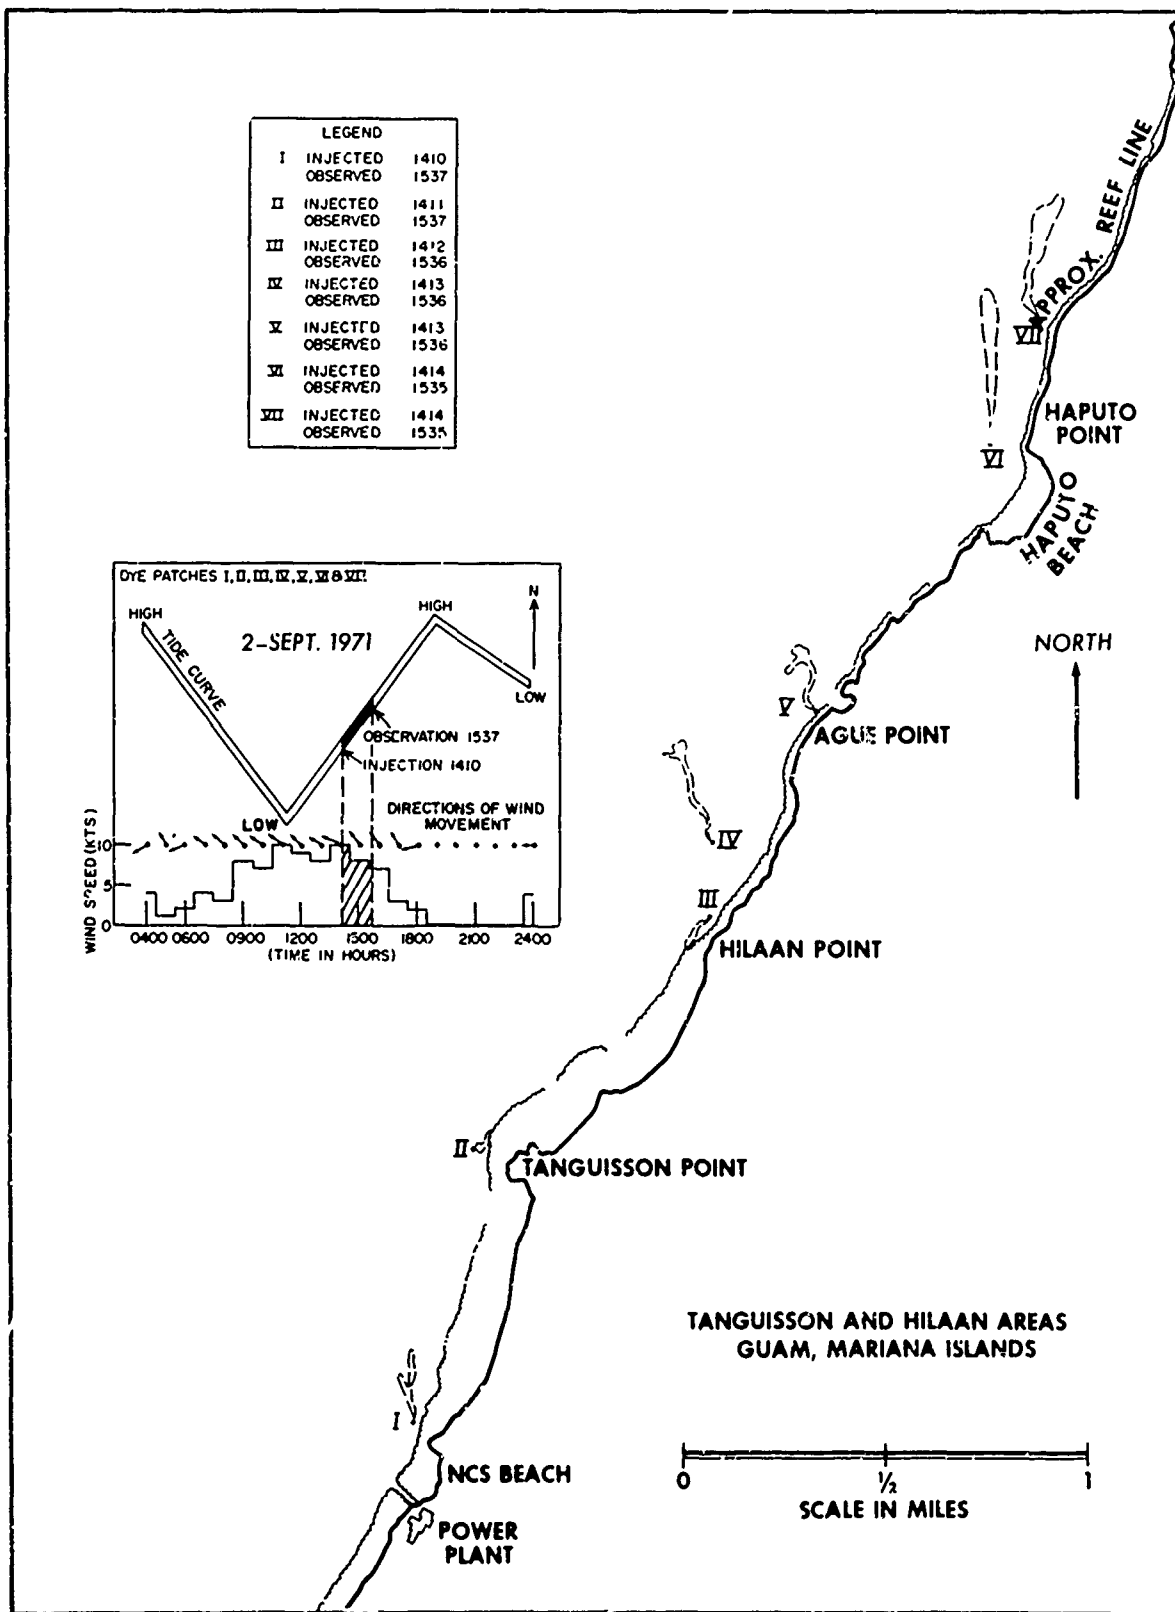 LEGEND
I INJECTED 1410
OBSERVED 1537
II INJECTED 1411
OBSERVED 1537
III INJECTED 1412
OBSERVED 1536
IV INJECTED 1413
OBSERVED 1536
V INJECTED 1413
OBSERVED 1536
VI INJECTED 1414
OBSERVED 1535
VII INJECTED 1414
OBSERVED 1535
APPROX. REEF LINE
VII
HAPUTO
POINT
VI
HAPUTO
BEACH
DYE PATCHES I, II, III, IV, V, VI & VII
HIGH
HIGH
N
TIDE CURVE
2-SEPT. 1971
LOW
OBSERVATION 1537
INJECTION 1410
LOW
DIRECTIONS OF WIND
MOVEMENT
WIND SPEED (KTS)
10
5
0
0400 0600 0900 1200 1500 1800 2100 2400
(TIME IN HOURS)
NORTH
V
AGUE POINT
IV
III
HILAAN POINT
II
TANGUISSON POINT
TANGUISSON AND HILAAN AREAS
GUAM, MARIANA ISLANDS
I
NCS BEACH
0 1/2 1
SCALE IN MILES
POWER
PLANT